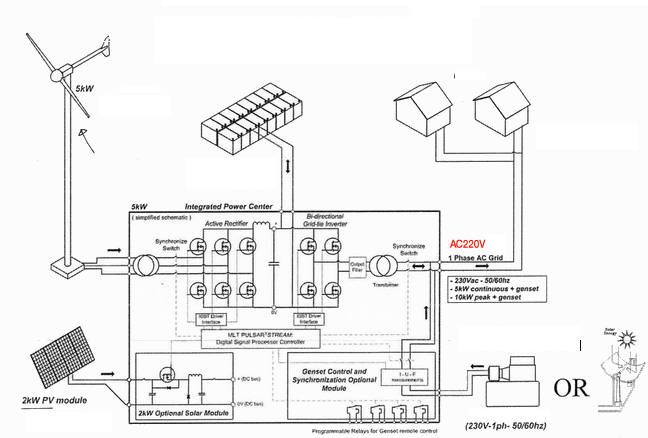 5kW
5kW
Integrated Power Center
( simplified schematic )
Active Rectifier
Bi-directional
Grid-tie Inverter
Synchronize
Switch
Synchronize
Switch
+
0V
Output
Filter
Transformer
AC220V
1 Phase AC Grid
- 230Vac - 50/60hz
- 5kW continuous + genset
- 10kW peak + genset
IGBT Driver
Interface
IGBT Driver
Interface
MLT PULSAR²STREAM:
Digital Signal Processor Controller
+ (DC bus)
0V (DC bus)
2kW Optional Solar Module
2kW PV module
Genset Control and
Synchronization Optional
Module
I - U - F
Programmable Relays for Genset remote control
Solar
Energy
OR
(230V-1ph- 50/60hz)